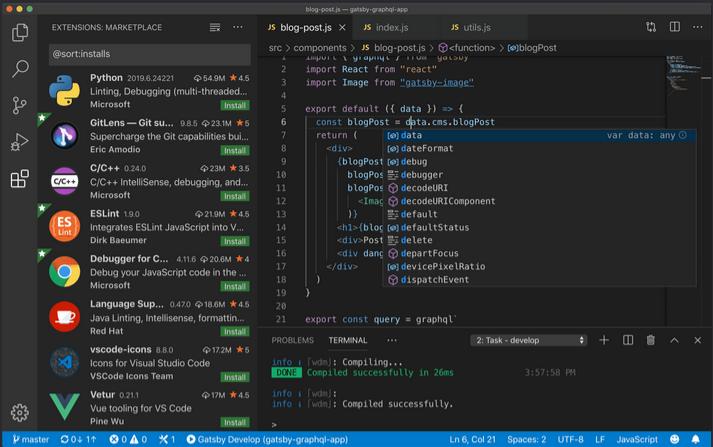 blog-post.js — gatsby-graphql-app
EXTENSIONS: MARKETPLACE
@sort:installs
Python 2019.6.24221 54.9M 4.5
Linting, Debugging (multi-threaded...
Microsoft Install
GitLens — Git su... 9.8.5 23.1M 5
Supercharge the Git capabilities bui...
Eric Amodio Install
C/C++ 0.24.0 23M 3.5
C/C++ IntelliSense, debugging, and...
Microsoft Install
ESLint 1.9.0 21.9M 4.5
Integrates ESLint JavaScript into V...
Dirk Baeumer Install
Debugger for C... 4.11.6 20.6M 4
Debug your JavaScript code in the...
Microsoft Install
Language Sup... 0.47.0 18.6M 4.5
Java Linting, Intellisense, formattin...
Red Hat Install
vscode-icons 8.8.0 17.2M 5
Icons for Visual Studio Code
VSCode Icons Team Install
Vetur 0.21.1 17M 4.5
Vue tooling for VS Code
Pine Wu Install
C/C++
ES
Lint
blog-post.js
index.js
utils.js
src > components > blog-post.js > <function> > blogPost
1 import { graphql } from "gatsby"
2 import React from "react"
3 import Image from "gatsby-image"
4
5 export default ({ data }) => {
6 const blogPost = data.cms.blogPost
7 return (
8 <div>
9 {blogPos
10 blogPo
11 blogPo
12 <Ima
13 )}
14 <h1>{blo
15 <div>Pos
16 <div dan
17 </div>
18 )
19 }
20
21 export const query = graphql`
data var data: any
dateFormat
debug
debugger
decodeURI
decodeURIComponent
default
defaultStatus
delete
departFocus
devicePixelRatio
dispatchEvent
PROBLEMS TERMINAL ... 2: Task - develop
info [wdm]: Compiling...
DONE Compiled successfully in 26ms 3:57:58 PM
info [wdm]:
info [wdm]: Compiled successfully.
>
master 0↓ 1↑ 0 0 1 Gatsby Develop (gatsby-graphql-app) Ln 6, Col 21 Spaces: 2 UTF-8 LF JavaScript